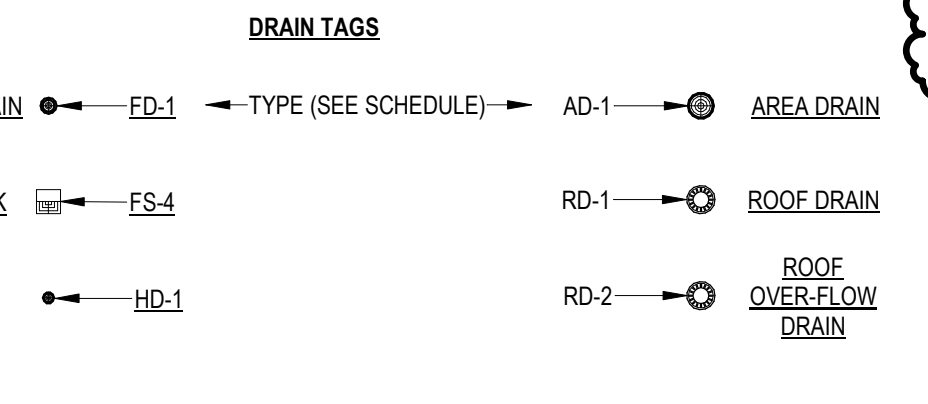 DRAIN TAGS
FD-1 TYPE (SEE SCHEDULE) AD-1 AREA DRAIN
FS-4 RD-1 ROOF DRAIN
HD-1 RD-2 ROOF
OVER-FLOW
DRAIN